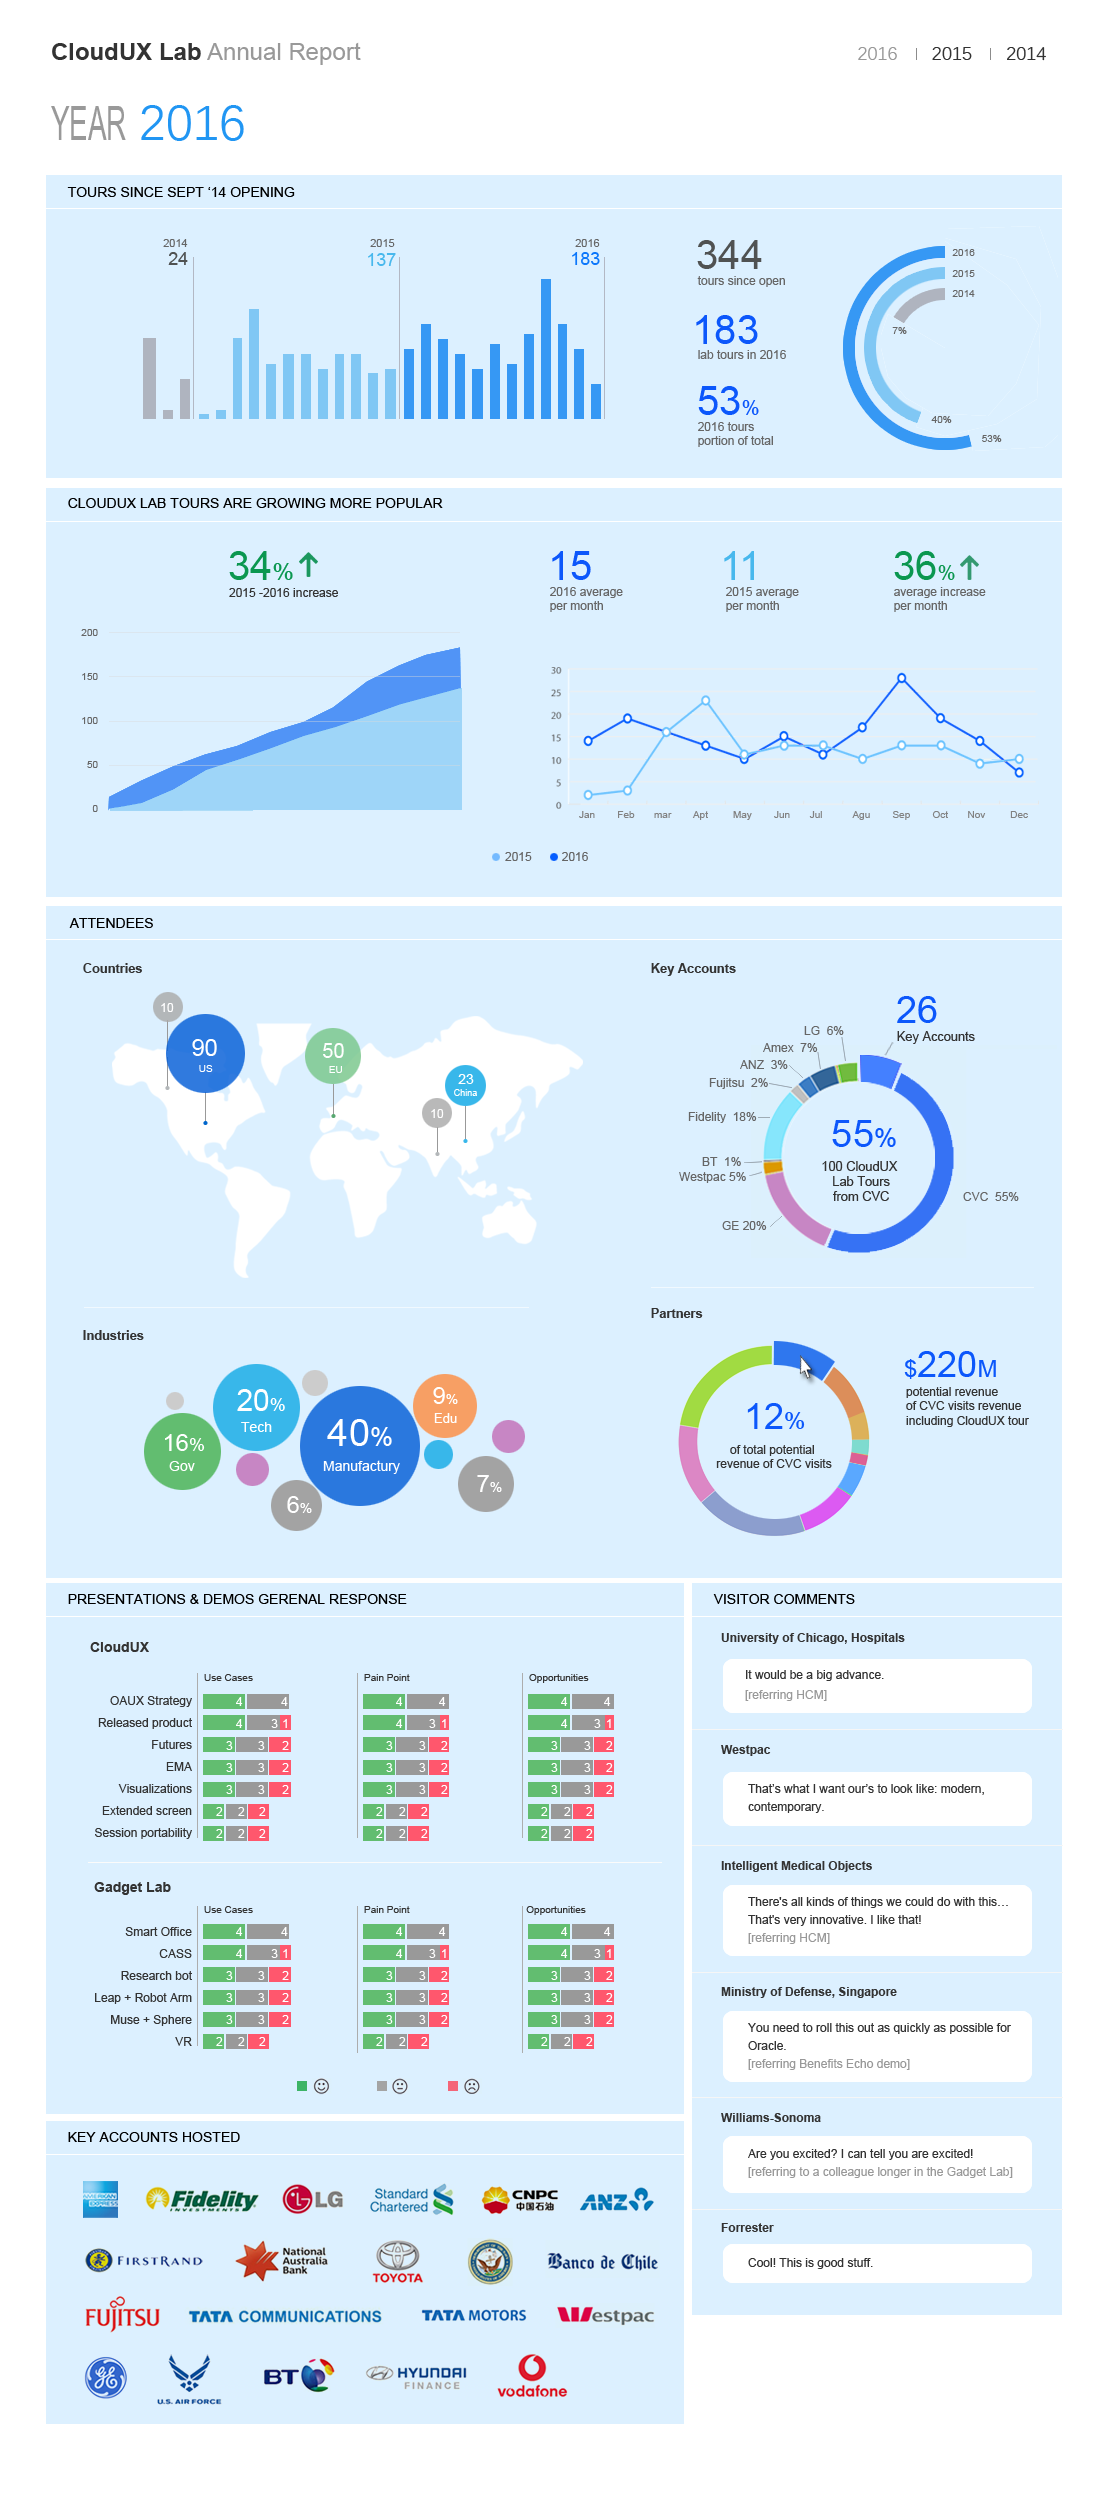 CloudUX Lab Annual Report
2016 | 2015 | 2014
YEAR 2016
TOURS SINCE SEPT ‘14 OPENING
2014
24
2015
137
2016
183
344
tours since open
183
lab tours in 2016
53%
2016 tours
portion of total
2016
2015
2014
7%
40%
53%
CLOUDUX LAB TOURS ARE GROWING MORE POPULAR
34%
2015 -2016 increase
15
2016 average
per month
11
2015 average
per month
36%
average increase
per month
200
150
100
50
0
30
25
20
15
10
5
0
Jan Feb mar Apt May Jun Jul Agu Sep Oct Nov Dec
2015 2016
ATTENDEES
Countries
10
90
US
50
EU
23
China
10
Key Accounts
26
Key Accounts
LG 6%
Amex 7%
ANZ 3%
Fujitsu 2%
Fidelity 18%
BT 1%
Westpac 5%
GE 20%
CVC 55%
55%
100 CloudUX
Lab Tours
from CVC
Industries
20%
Tech
16%
Gov
40%
Manufactury
9%
Edu
6%
7%
Partners
12%
of total potential
revenue of CVC visits
$220M
potential revenue
of CVC visits revenue
including CloudUX tour
PRESENTATIONS & DEMOS GERENAL RESPONSE
CloudUX
Use Cases Pain Point Opportunities
OAUX Strategy 4 4 4 4 4 4
Released product 4 3 1 4 3 1 4 3 1
Futures 3 3 2 3 3 2 3 3 2
EMA 3 3 2 3 3 2 3 3 2
Visualizations 3 3 2 3 3 2 3 3 2
Extended screen 2 2 2 2 2 2 2 2 2
Session portability 2 2 2 2 2 2 2 2 2
Gadget Lab
Use Cases Pain Point Opportunities
Smart Office 4 4 4 4 4 4
CASS 4 3 1 4 3 1 4 3 1
Research bot 3 3 2 3 3 2 3 3 2
Leap + Robot Arm 3 3 2 3 3 2 3 3 2
Muse + Sphere 3 3 2 3 3 2 3 3 2
VR 2 2 2 2 2 2 2 2 2
VISITOR COMMENTS
University of Chicago, Hospitals
It would be a big advance.
[referring HCM]
Westpac
That's what I want our's to look like: modern,
contemporary.
Intelligent Medical Objects
There's all kinds of things we could do with this…
That's very innovative. I like that!
[referring HCM]
Ministry of Defense, Singapore
You need to roll this out as quickly as possible for
Oracle.
[referring Benefits Echo demo]
Williams-Sonoma
Are you excited? I can tell you are excited!
[referring to a colleague longer in the Gadget Lab]
Forrester
Cool! This is good stuff.
KEY ACCOUNTS HOSTED
AMERICAN
EXPRESS
Fidelity
INVESTMENTS
LG
Standard
Chartered
CNPC
中国石油
ANZ
FIRSTRAND
National
Australia
Bank
TOYOTA
Banco de Chile
FUJITSU
TATA COMMUNICATIONS
TATA MOTORS
Westpac
GE
U.S. AIR FORCE
BT
HYUNDAI
FINANCE
vodafone